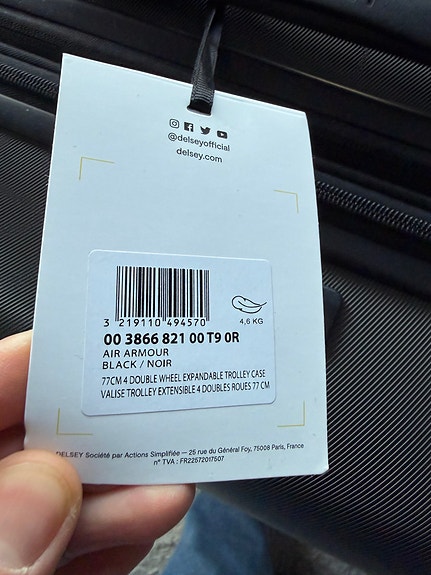 @delseyofficial
delsey.com
3 219110 494570
4,6 KG
00 3866 821 00 T9 0R
AIR ARMOUR
BLACK / NOIR
77CM 4 DOUBLE WHEEL EXPANDABLE TROLLEY CASE
VALISE TROLLEY EXTENSIBLE 4 DOUBLES ROUES 77 CM
DELSEY Société par Actions Simplifiée — 25 rue du Général Foy, 75008 Paris, France
n° TVA : FR22572017507